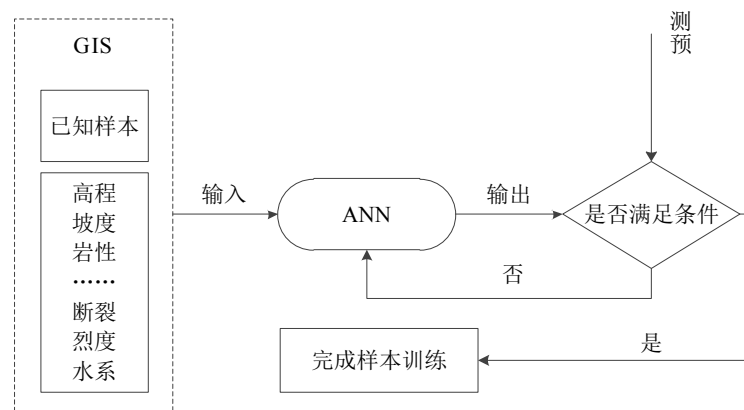 GIS
已知样本
高程
坡度
岩性
……
断裂
烈度
水系
输入
ANN
输出
测
预
是否满足条件
否
完成样本训练
是